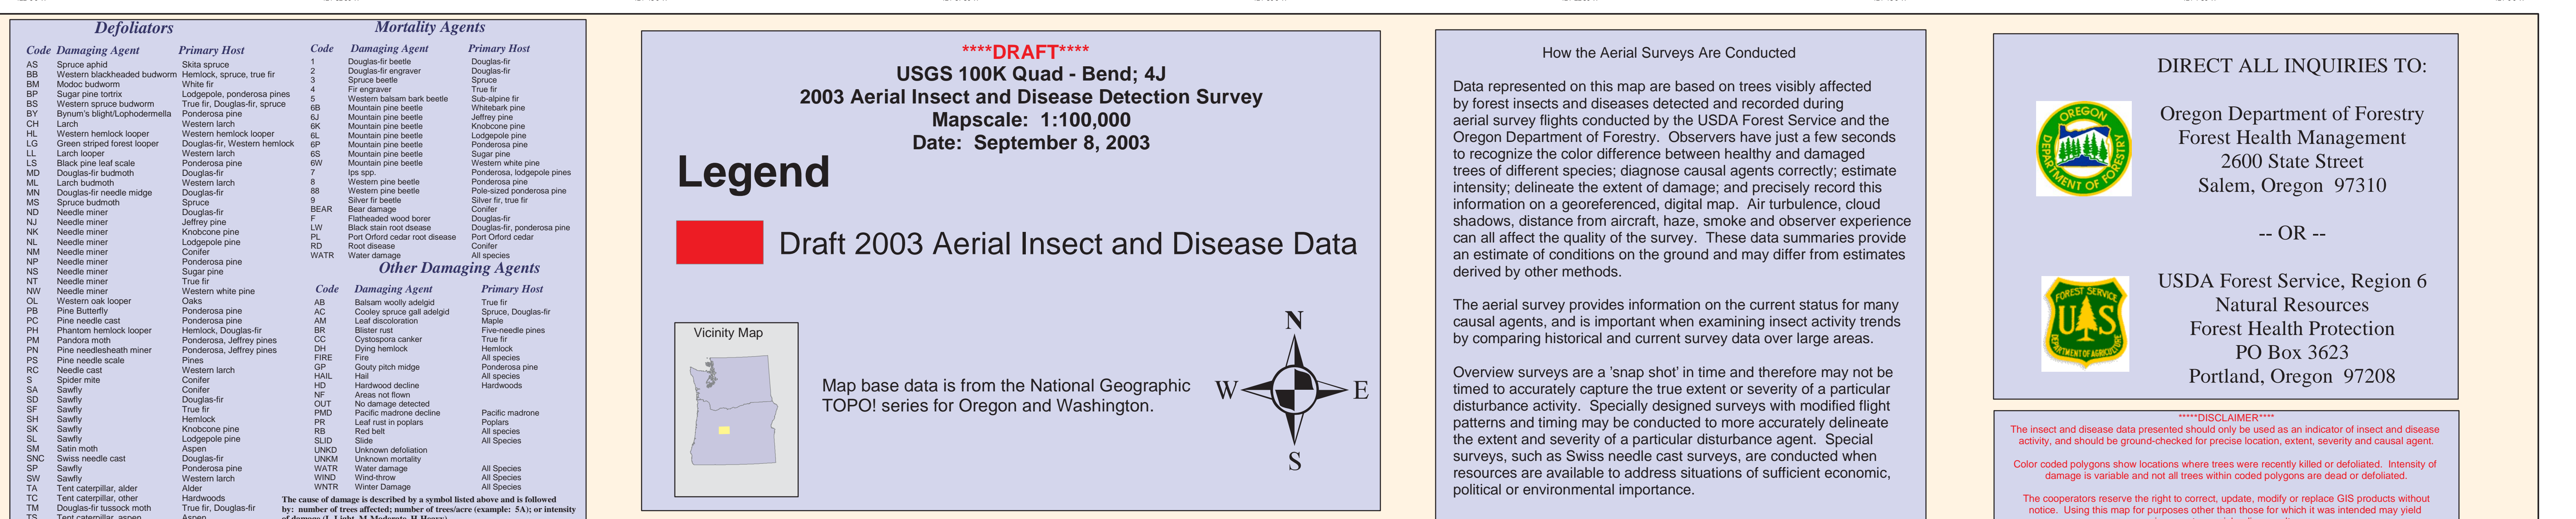 Defoliators
Code Damaging Agent Primary Host
AS Spruce aphid Skita spruce
BB Western blackheaded budworm Hemlock, spruce, true fir
BM Modoc budworm White fir
BP Sugar pine tortrix Lodgepole, ponderosa pines
BS Western spruce budworm True fir, Douglas-fir, spruce
BY Bynum's blight/Lophodermella Ponderosa pine
CH Larch Western larch
HL Western hemlock looper Western hemlock looper
LG Green striped forest looper Douglas-fir, Western hemlock
LL Larch looper Western larch
LS Black pine leaf scale Ponderosa pine
MD Douglas-fir budmoth Douglas-fir
ML Larch budmoth Western larch
MN Douglas-fir needle midge Douglas-fir
MS Spruce budmoth Spruce
ND Needle miner Douglas-fir
NJ Needle miner Jeffrey pine
NK Needle miner Knobcone pine
NL Needle miner Lodgepole pine
NM Needle miner Conifer
NP Needle miner Ponderosa pine
NS Needle miner Sugar pine
NT Needle miner True fir
NW Needle miner Western white pine
OL Western oak looper Oaks
PB Pine Butterfly Ponderosa pine
PC Pine needle cast Ponderosa pine
PH Phantom hemlock looper Hemlock, Douglas-fir
PM Pandora moth Ponderosa, Jeffrey pines
PN Pine needlesheath miner Ponderosa, Jeffrey pines
PS Pine needle scale Pines
RC Needle cast Western larch
S Spider mite Conifer
SA Sawfly Conifer
SD Sawfly Douglas-fir
SF Sawfly True fir
SH Sawfly Hemlock
SK Sawfly Knobcone pine
SL Sawfly Lodgepole pine
SM Satin moth Aspen
SNC Swiss needle cast Douglas-fir
SP Sawfly Ponderosa pine
SW Sawfly Western larch
TA Tent caterpillar, alder Alder
TC Tent caterpillar, other Hardwoods
TM Douglas-fir tussock moth True fir, Douglas-fir
TS Tent caterpillar, aspen Aspen
Mortality Agents
Code Damaging Agent Primary Host
1 Douglas-fir beetle Douglas-fir
2 Douglas-fir engraver Douglas-fir
3 Spruce beetle Spruce
4 Fir engraver True fir
5 Western balsam bark beetle Sub-alpine fir
6B Mountain pine beetle Whitebark pine
6J Mountain pine beetle Jeffrey pine
6K Mountain pine beetle Knobcone pine
6L Mountain pine beetle Lodgepole pine
6P Mountain pine beetle Ponderosa pine
6S Mountain pine beetle Sugar pine
6W Mountain pine beetle Western white pine
7 Ips spp. Ponderosa, lodgepole pines
8 Western pine beetle Ponderosa pine
88 Western pine beetle Pole-sized ponderosa pine
9 Silver fir beetle Silver fir, true fir
BEAR Bear damage Conifer
F Flatheaded wood borer Douglas-fir
LW Black stain root dsease Douglas-fir, ponderosa pine
PL Port Orford cedar root disease Port Orford cedar
RD Root disease Conifer
WATR Water damage All species
Other Damaging Agents
Code Damaging Agent Primary Host
AB Balsam woolly adelgid True fir
AC Cooley spruce gall adelgid Spruce, Douglas-fir
AM Leaf discoloration Maple
BR Blister rust Five-needle pines
CC Cystospora canker True fir
DH Dying hemlock Hemlock
FIRE Fire All species
GP Gouty pitch midge Ponderosa pine
HAIL Hail All species
HD Hardwood decline Hardwoods
NF Areas not flown
OUT No damage detected
PMD Pacific madrone decline Pacific madrone
PR Leaf rust in poplars Poplars
RB Red belt All species
SLID Slide All Species
UNKD Unknown defoliation
UNKM Unknown mortality
WATR Water damage All Species
WIND Wind-throw All Species
WNTR Winter Damage All Species
The cause of damage is described by a symbol listed above and is followed
by: number of trees affected; number of trees/acre (example: 5A); or intensity
of damage (L-Light, M-Moderate, H-Heavy)
****DRAFT****
USGS 100K Quad - Bend; 4J
2003 Aerial Insect and Disease Detection Survey
Mapscale: 1:100,000
Date: September 8, 2003
Legend
Draft 2003 Aerial Insect and Disease Data
Vicinity Map
Map base data is from the National Geographic
TOPO! series for Oregon and Washington.
N
W E
S
How the Aerial Surveys Are Conducted
Data represented on this map are based on trees visibly affected
by forest insects and diseases detected and recorded during
aerial survey flights conducted by the USDA Forest Service and the
Oregon Department of Forestry. Observers have just a few seconds
to recognize the color difference between healthy and damaged
trees of different species; diagnose causal agents correctly; estimate
intensity; delineate the extent of damage; and precisely record this
information on a georeferenced, digital map. Air turbulence, cloud
shadows, distance from aircraft, haze, smoke and observer experience
can all affect the quality of the survey. These data summaries provide
an estimate of conditions on the ground and may differ from estimates
derived by other methods.
The aerial survey provides information on the current status for many
causal agents, and is important when examining insect activity trends
by comparing historical and current survey data over large areas.
Overview surveys are a 'snap shot' in time and therefore may not be
timed to accurately capture the true extent or severity of a particular
disturbance activity. Specially designed surveys with modified flight
patterns and timing may be conducted to more accurately delineate
the extent and severity of a particular disturbance agent. Special
surveys, such as Swiss needle cast surveys, are conducted when
resources are available to address situations of sufficient economic,
political or environmental importance.
DIRECT ALL INQUIRIES TO:
OREGON
DEPARTMENT OF FORESTRY
Oregon Department of Forestry
Forest Health Management
2600 State Street
Salem, Oregon 97310
-- OR --
FOREST SERVICE
U S
DEPARTMENT OF AGRICULTURE
USDA Forest Service, Region 6
Natural Resources
Forest Health Protection
PO Box 3623
Portland, Oregon 97208
*****DISCLAIMER****
The insect and disease data presented should only be used as an indicator of insect and disease
activity, and should be ground-checked for precise location, extent, severity and causal agent.
Color coded polygons show locations where trees were recently killed or defoliated. Intensity of
damage is variable and not all trees within coded polygons are dead or defoliated.
The cooperators reserve the right to correct, update, modify or replace GIS products without
notice. Using this map for purposes other than those for which it was intended may yield